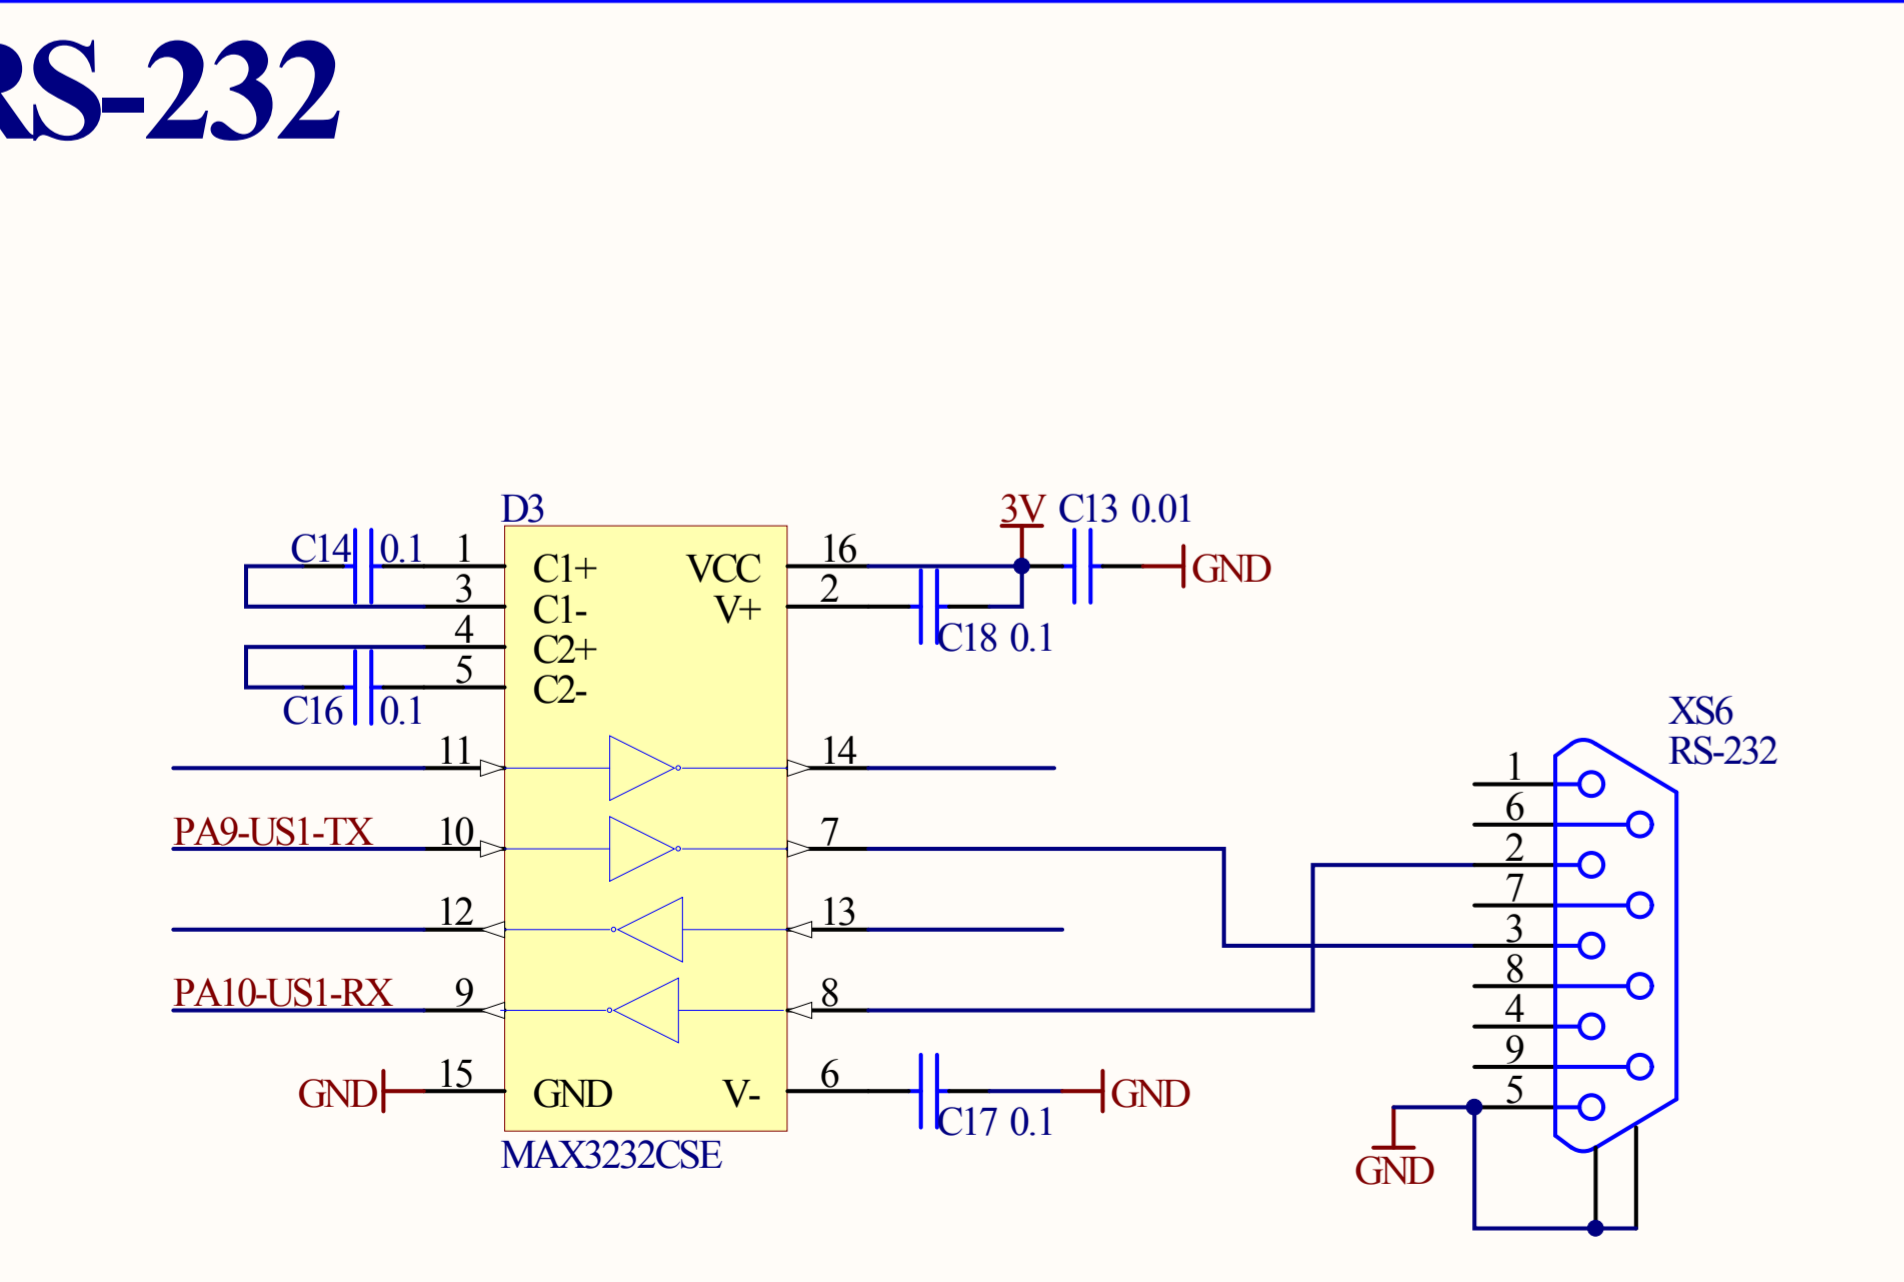 RS-232
D3
3V C13 0.01
C14 0.1 1 C1+ VCC 16 GND
3 C1- V+ 2
C18 0.1
4 C2+
5 C2-
C16 0.1
XS6
RS-232
11 14
PA9-US1-TX 10 7
12 13
PA10-US1-RX 9 8
GND 15 GND V- 6 GND
C17 0.1
MAX3232CSE
1
6
2
7
3
8
4
9
5
GND